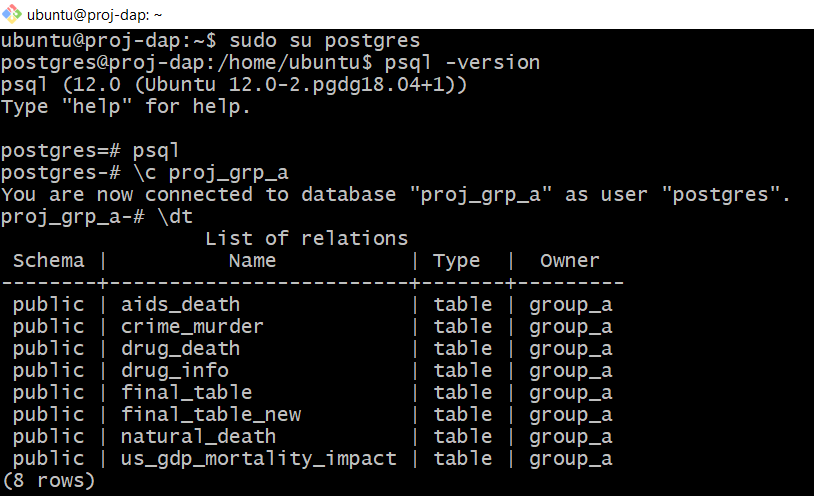 ubuntu@proj-dap: ~
ubuntu@proj-dap:~$ sudo su postgres
postgres@proj-dap:/home/ubuntu$ psql -version
psql (12.0 (Ubuntu 12.0-2.pgdg18.04+1))
Type "help" for help.
postgres=# psql
postgres-# \c proj_grp_a
You are now connected to database "proj_grp_a" as user "postgres".
proj_grp_a-# \dt
                 List of relations
 Schema |          Name           | Type  |  Owner
--------+-------------------------+-------+---------
 public | aids_death              | table | group_a
 public | crime_murder            | table | group_a
 public | drug_death              | table | group_a
 public | drug_info               | table | group_a
 public | final_table             | table | group_a
 public | final_table_new         | table | group_a
 public | natural_death           | table | group_a
 public | us_gdp_mortality_impact | table | group_a
(8 rows)